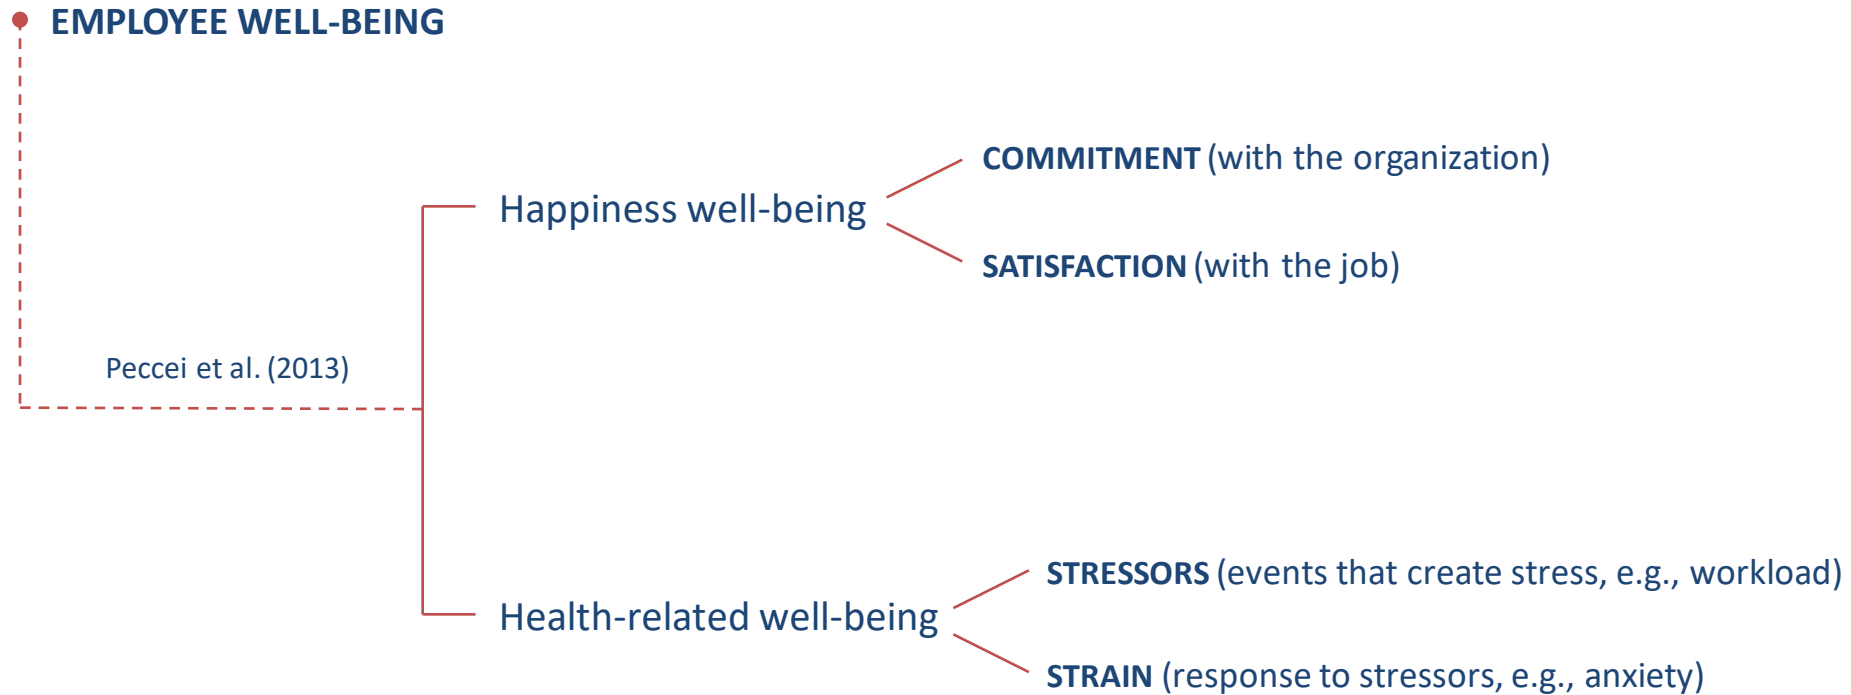 EMPLOYEE WELL-BEING
COMMITMENT (with the organization)
Happiness well-being
SATISFACTION (with the job)
Peccei et al. (2013)
STRESSORS (events that create stress, e.g., workload)
Health-related well-being
STRAIN (response to stressors, e.g., anxiety)